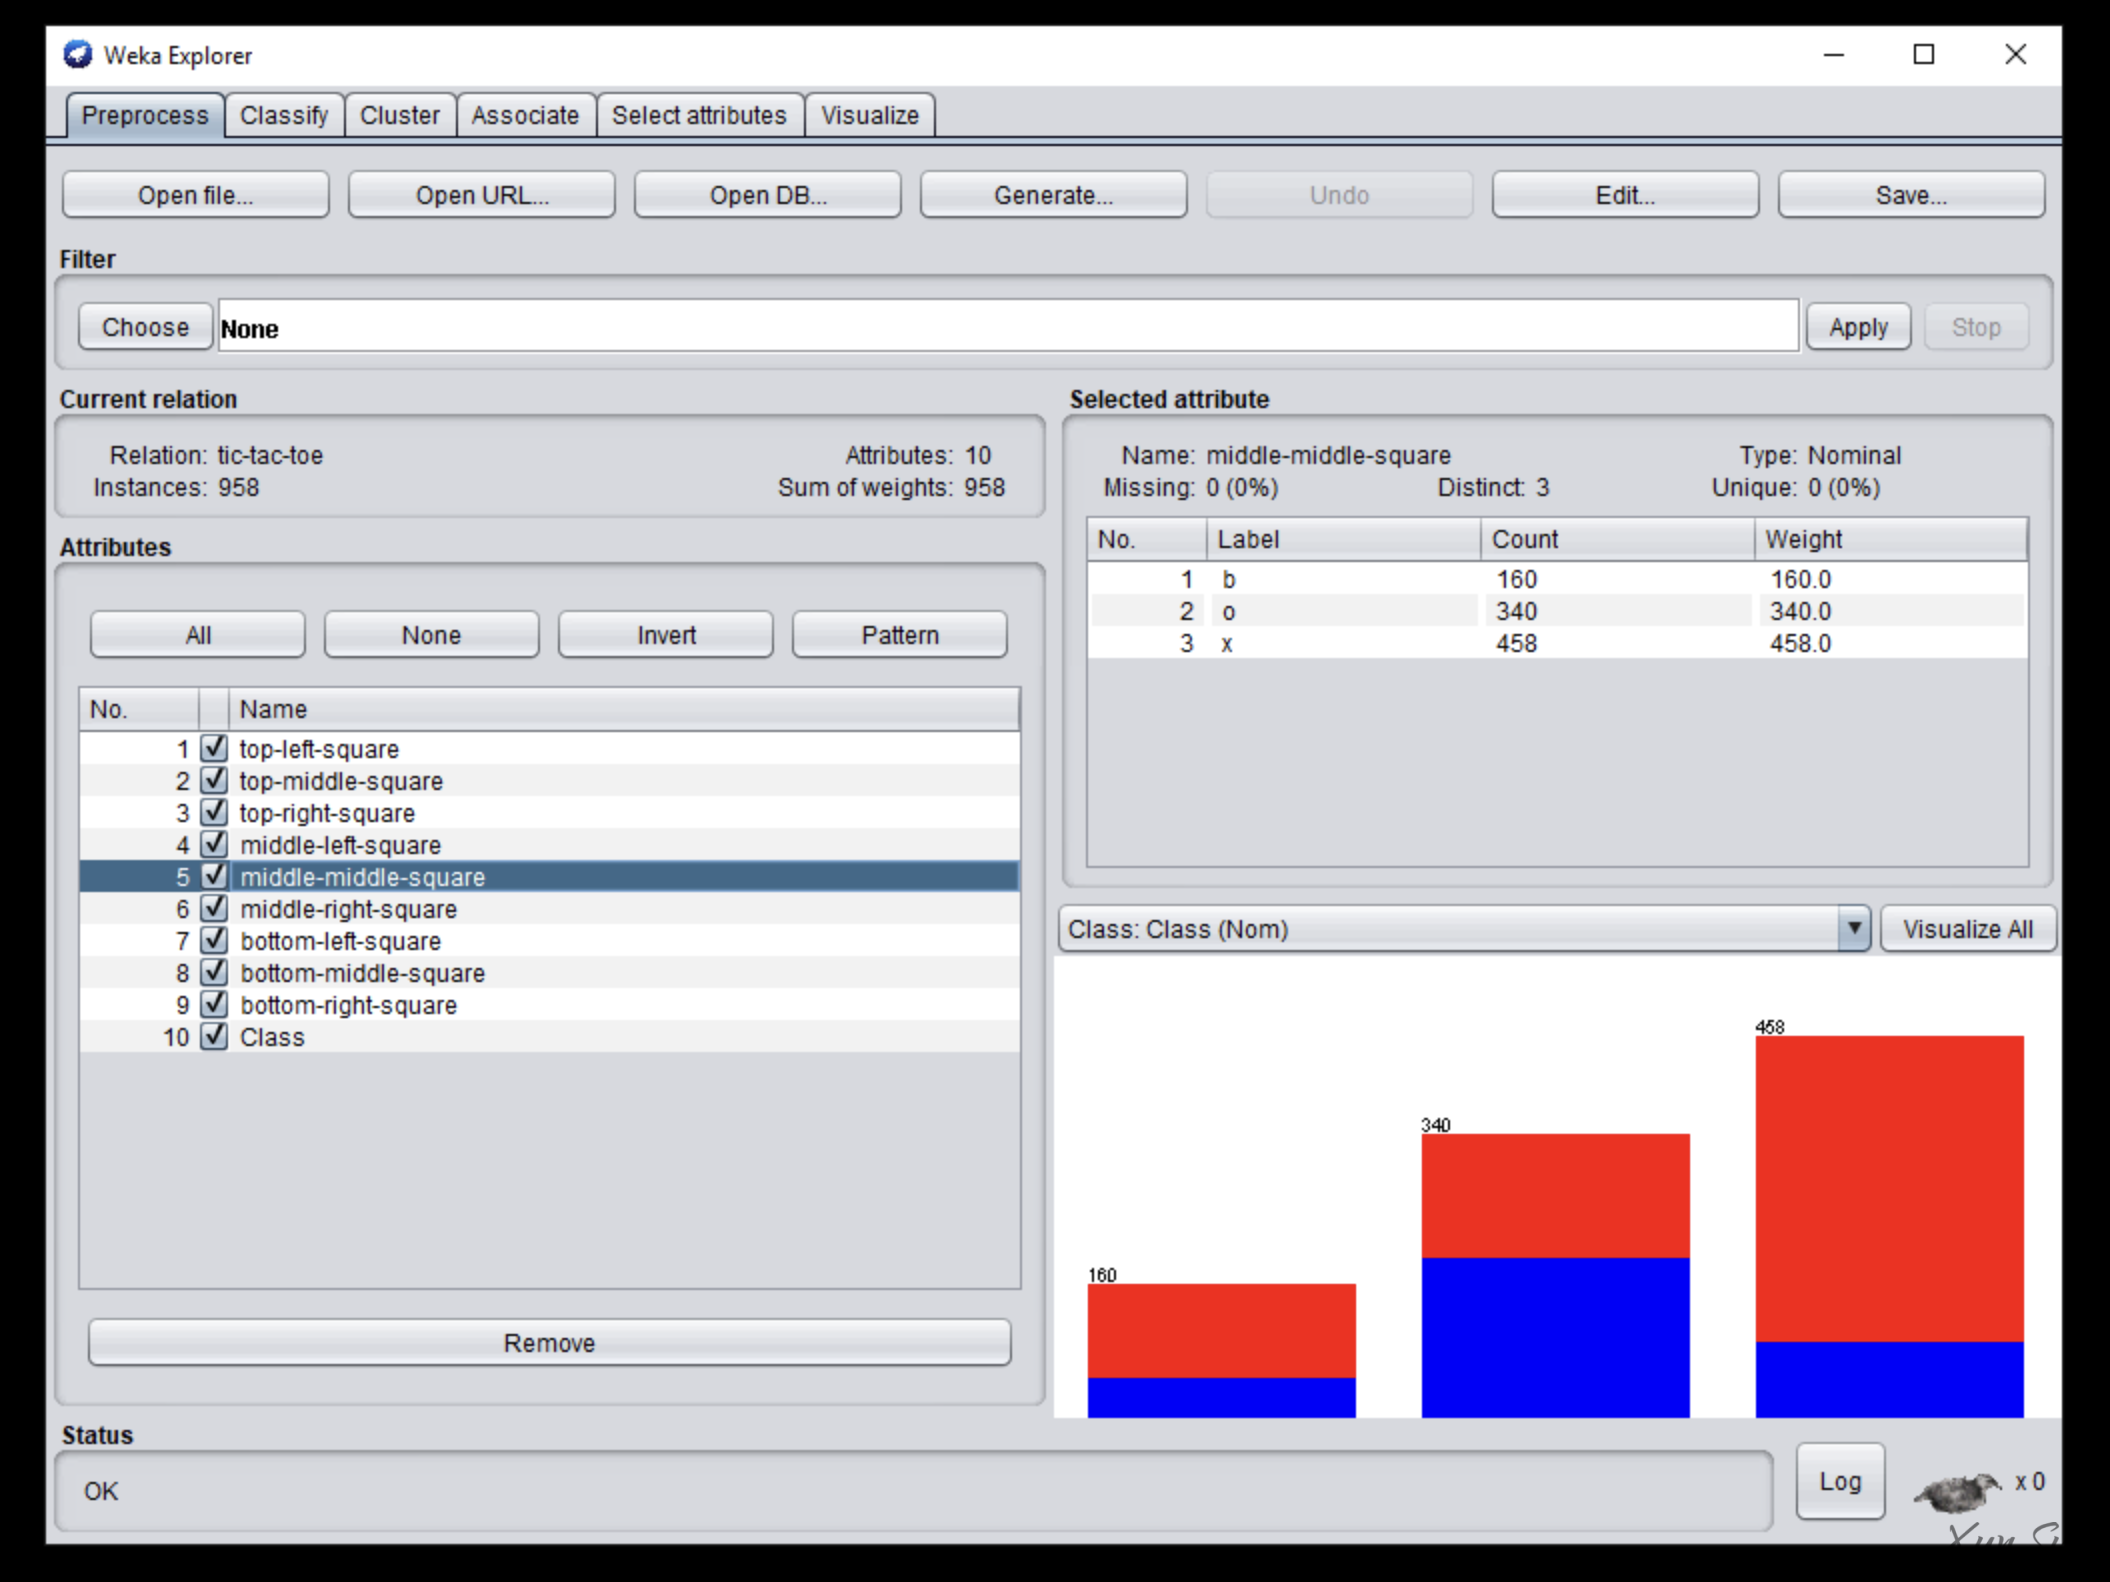 Weka Explorer
Preprocess Classify Cluster Associate Select attributes Visualize
Open file... Open URL... Open DB... Generate... Undo Edit... Save...
Filter
Choose None Apply Stop
Current relation
Relation: tic-tac-toe Attributes: 10
Instances: 958 Sum of weights: 958
Attributes
All None Invert Pattern
No. Name
1 top-left-square
2 top-middle-square
3 top-right-square
4 middle-left-square
5 middle-middle-square
6 middle-right-square
7 bottom-left-square
8 bottom-middle-square
9 bottom-right-square
10 Class
Remove
Selected attribute
Name: middle-middle-square Type: Nominal
Missing: 0 (0%) Distinct: 3 Unique: 0 (0%)
No. Label Count Weight
1 b 160 160.0
2 o 340 340.0
3 x 458 458.0
Class: Class (Nom) Visualize All
458
340
160
Status
OK
Log x 0